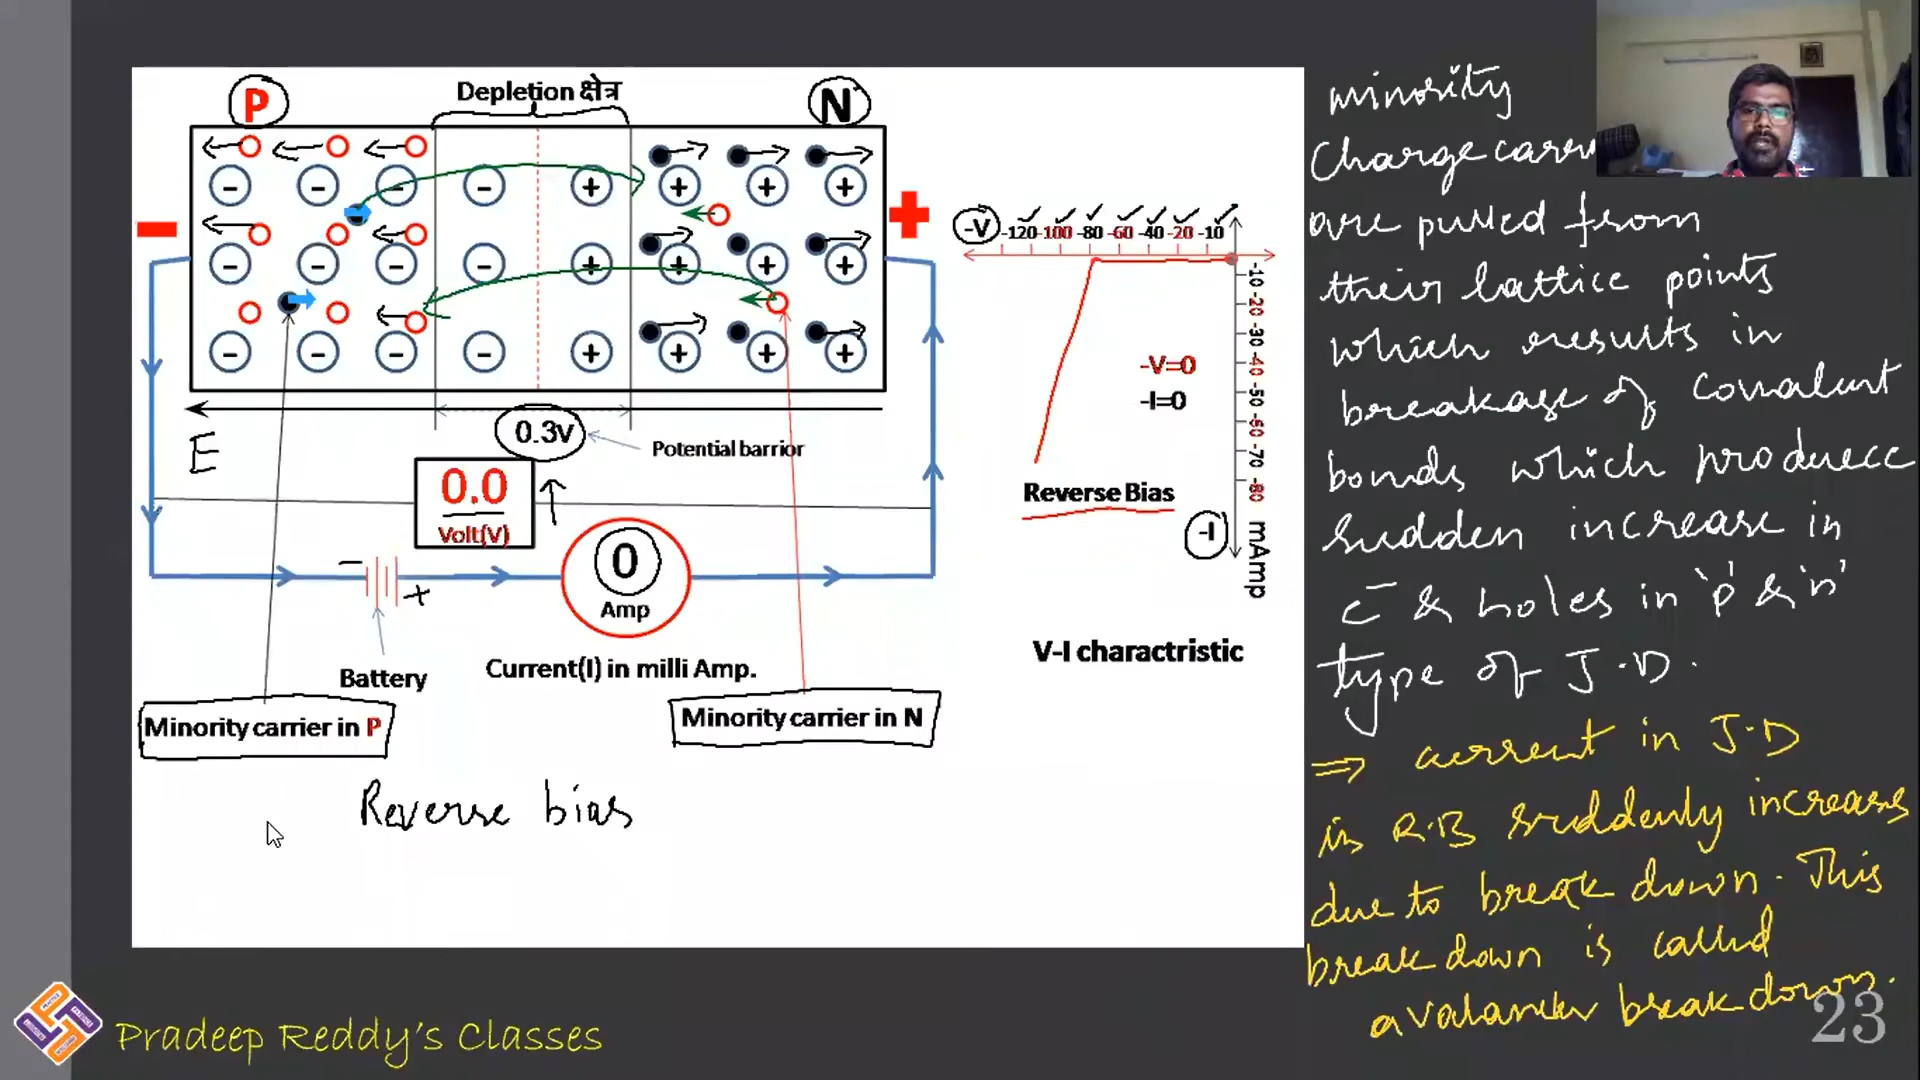 P
Depletion क्षेत्र
N
-V
-120 -100 -80 -60 -40 -20 -10
-10 -20 -30 -40 -50 -60 -70 -80 mAmp
-V=0
-I=0
Reverse Bias
-I
V-I charactristic
E
0.3v
Potential barrior
0.0
Volt(V)
0
Amp
- +
Battery
Current(I) in milli Amp.
Minority carrier in P
Minority carrier in N
Reverse bias
minority
Charge
are pulled from
their lattice points
which results in
breakage of covalent
bonds which produce
sudden increase in
e⁻ & holes in 'p' & 'n'
type of J.D.
⇒ current in J.D
in R.B suddenly increases
due to break down. This
break down is called
break down.
Pradeep Reddy's Classes
23